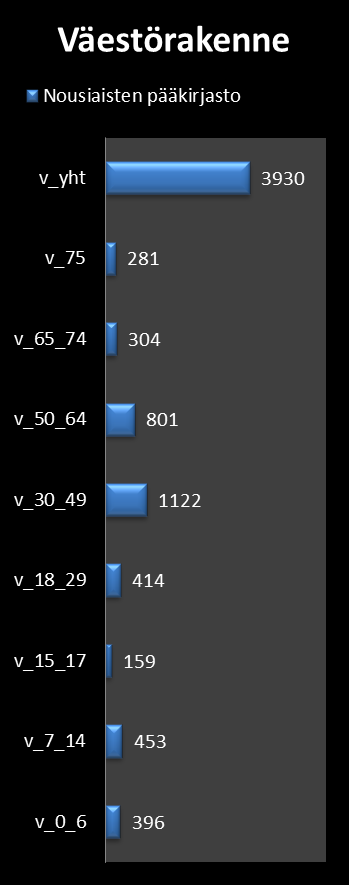 Väestörakenne
Nousiaisten pääkirjasto
v_yht 3930
v_75 281
v_65_74 304
v_50_64 801
v_30_49 1122
v_18_29 414
v_15_17 159
v_7_14 453
v_0_6 396